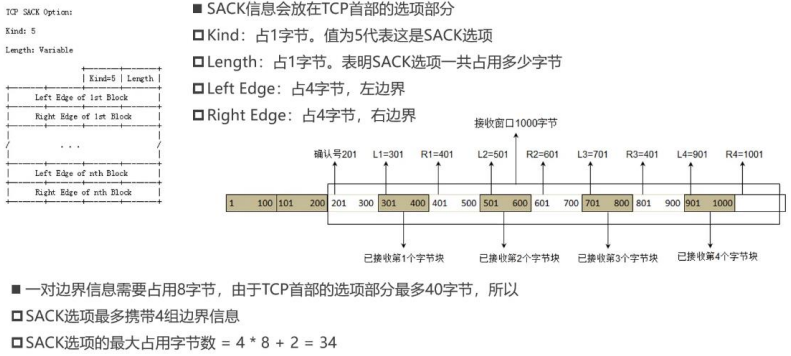 TCP SACK Option:
Kind: 5
Length: Variable
Kind=5 | Length
Left Edge of 1st Block
Right Edge of 1st Block
. . .
Left Edge of nth Block
Right Edge of nth Block
■ SACK信息会放在TCP首部的选项部分
Kind：占1字节。值为5代表这是SACK选项
Length：占1字节。表明SACK选项一共占用多少字节
Left Edge：占4字节，左边界
Right Edge：占4字节，右边界
接收窗口1000字节
确认号201 L1=301 R1=401 L2=501 R2=601 L3=701 R3=401 L4=901 R4=1001
1 100 101 200 201 300 301 400 401 500 501 600 601 700 701 800 801 900 901 1000
已接收第1个字节块 已接收第2个字节块 已接收第3个字节块 已接收第4个字节块
■ 一对边界信息需要占用8字节，由于TCP首部的选项部分最多40字节，所以
SACK选项最多携带4组边界信息
SACK选项的最大占用字节数 = 4 * 8 + 2 = 34